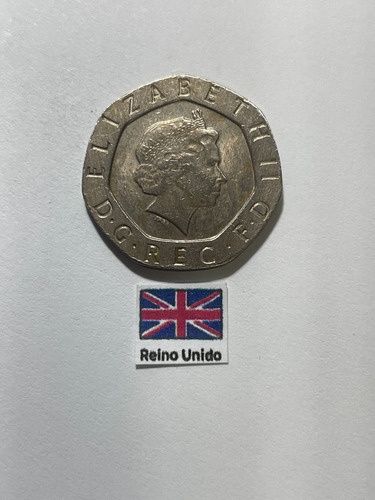 ELIZABETH II
D·G·REG·F·D
Reino Unido